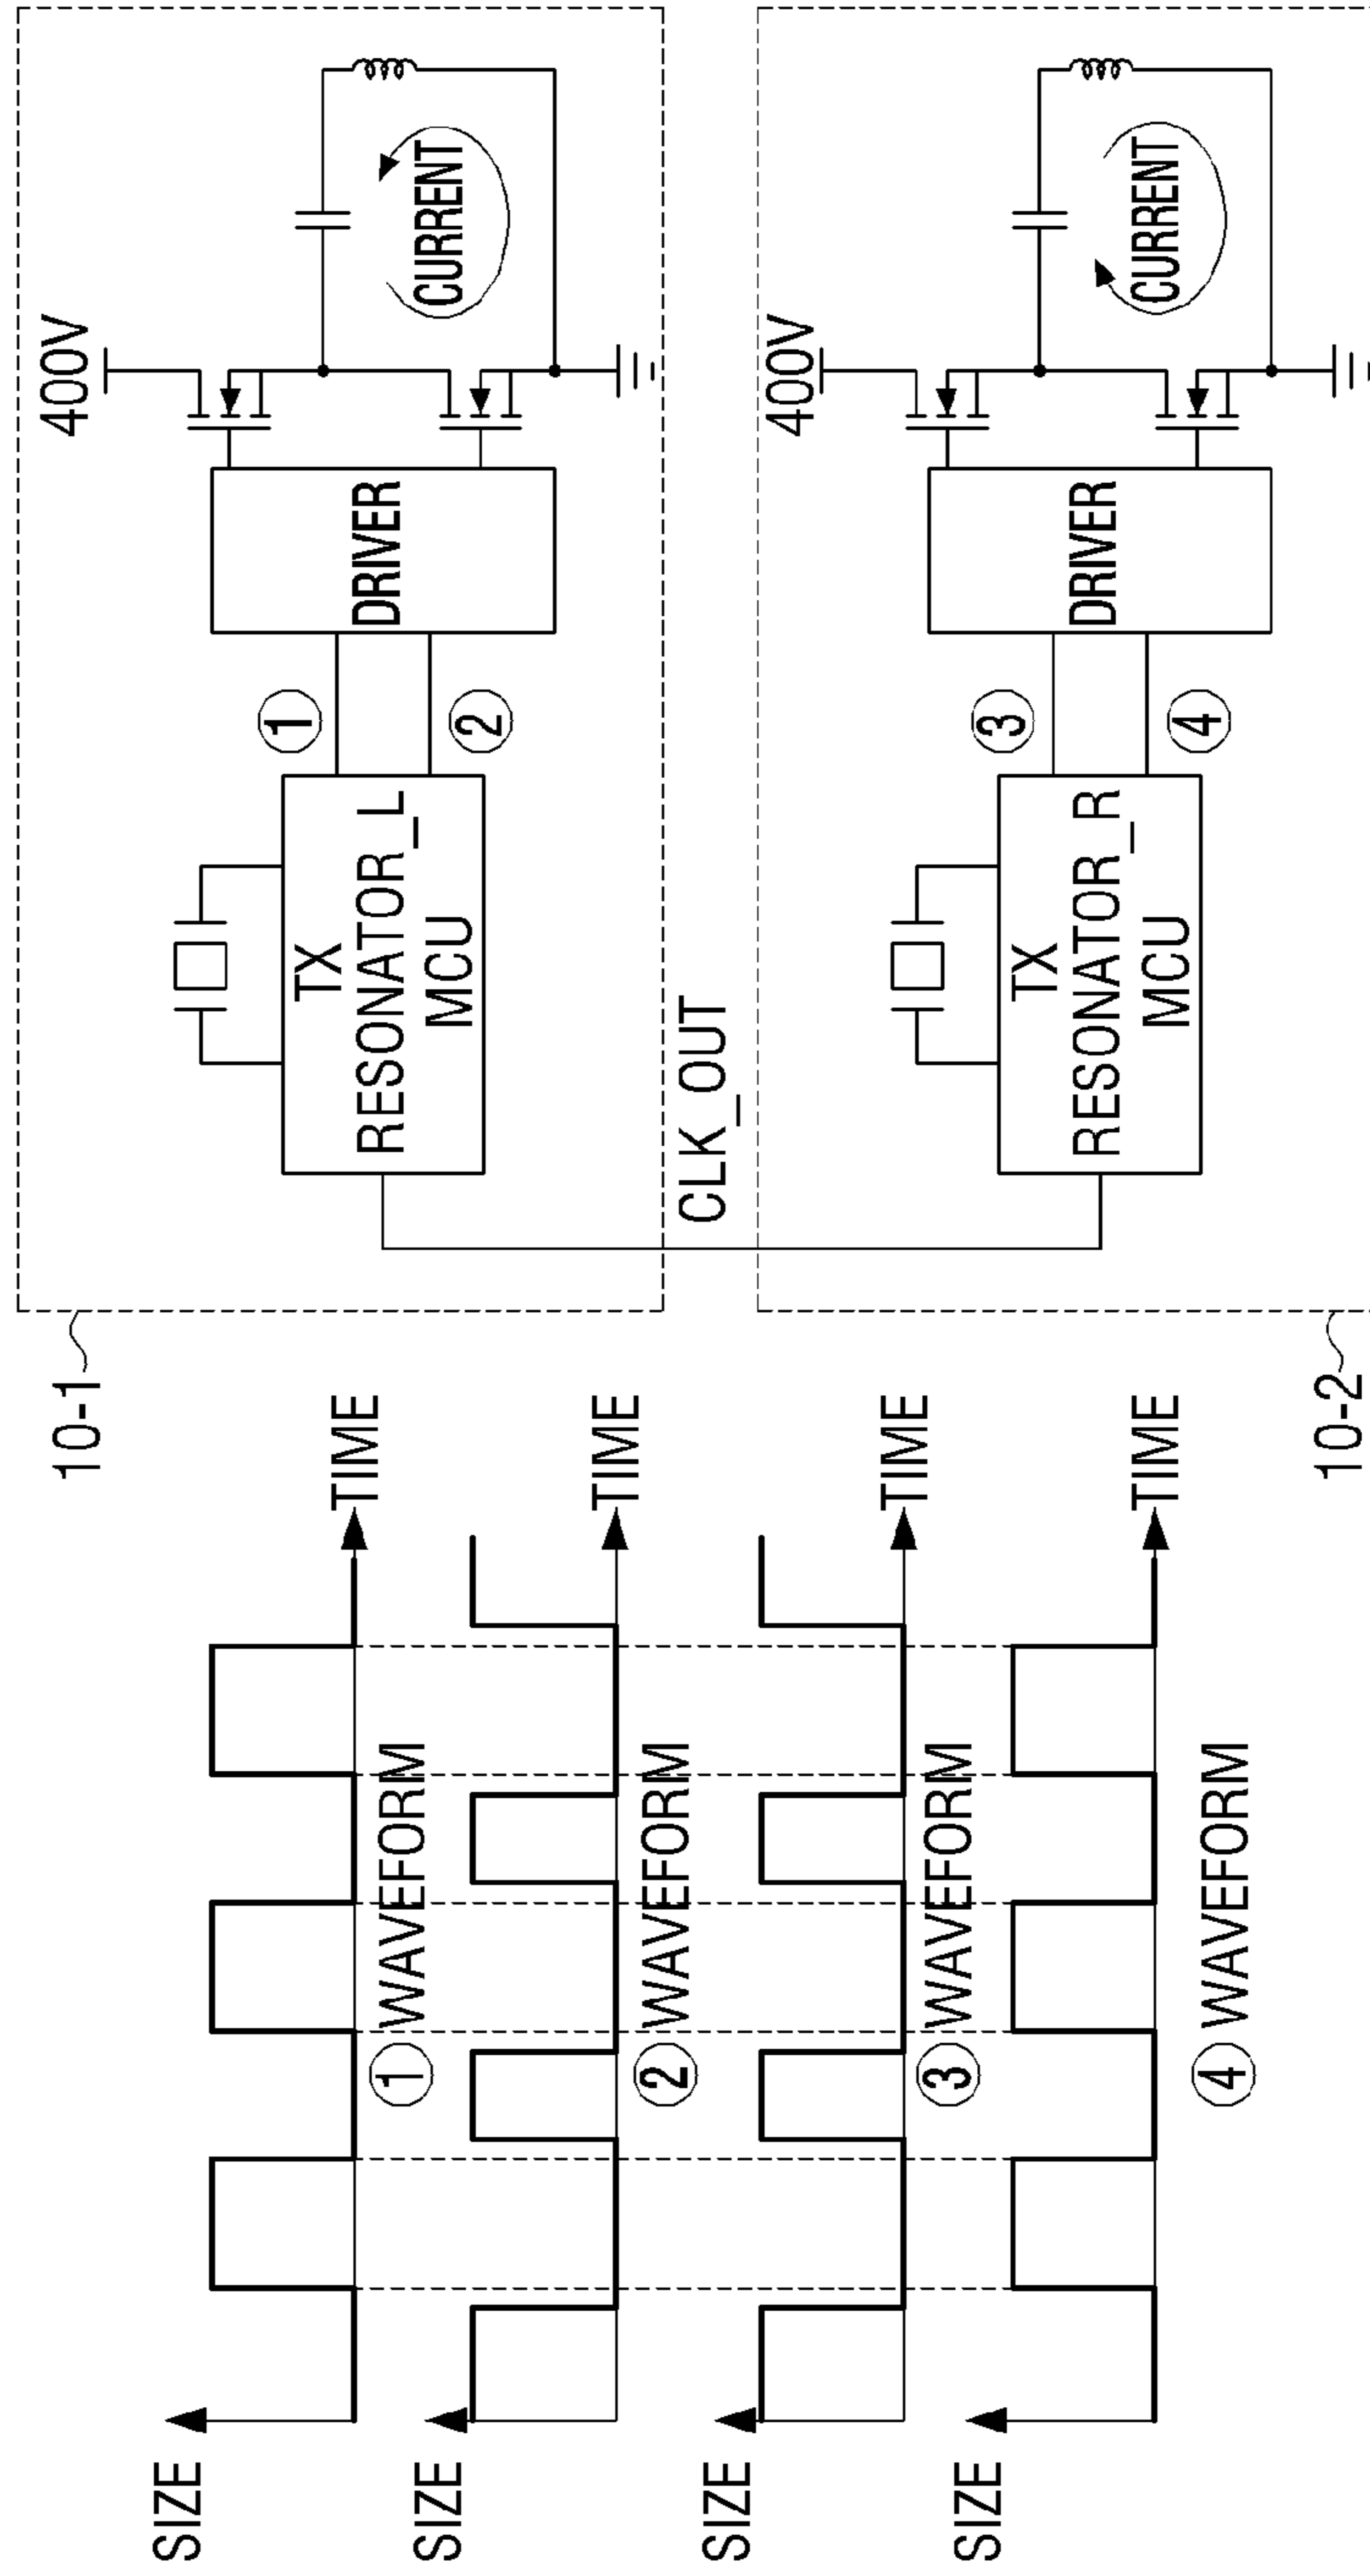 SIZE
TIME
① WAVEFORM
SIZE
TIME
② WAVEFORM
SIZE
TIME
③ WAVEFORM
SIZE
TIME
④ WAVEFORM
10-1
TX
RESONATOR_L
MCU
①
②
DRIVER
400V
CURRENT
CLK_OUT
10-2
TX
RESONATOR_R
MCU
③
④
DRIVER
400V
CURRENT